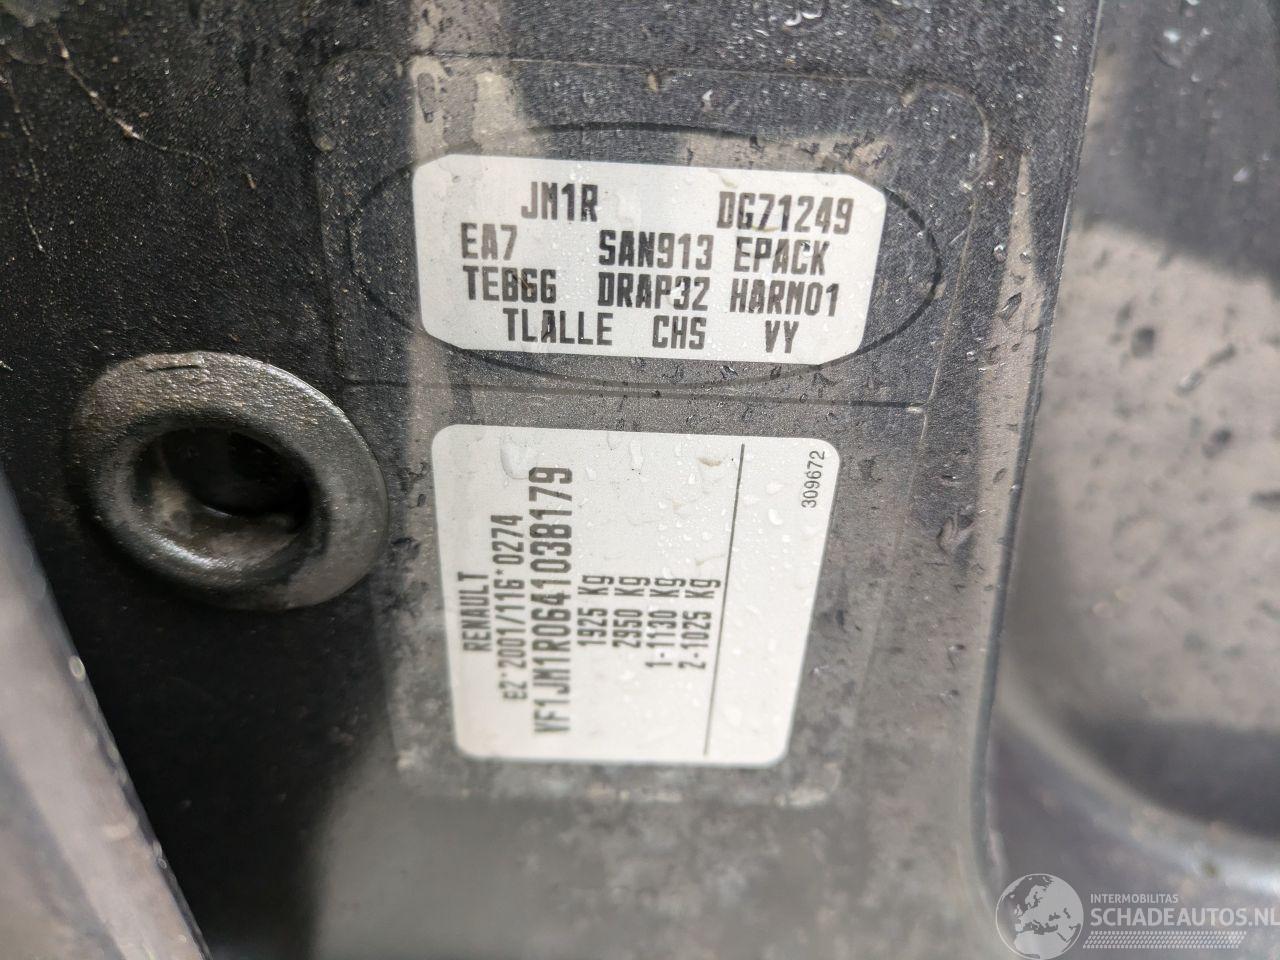 JM1R DG71249
EA7 SAN913 EPACK
TEB66 DRAP32 HARM01
TLALLE CHS VY
RENAULT
e2*2001/116*0274
VF1JM1R0641038179
1925 Kg
2950 Kg
1-1130 Kg
2-1025 Kg
309672
INTERMOBILITAS
SCHADEAUTOS.NL